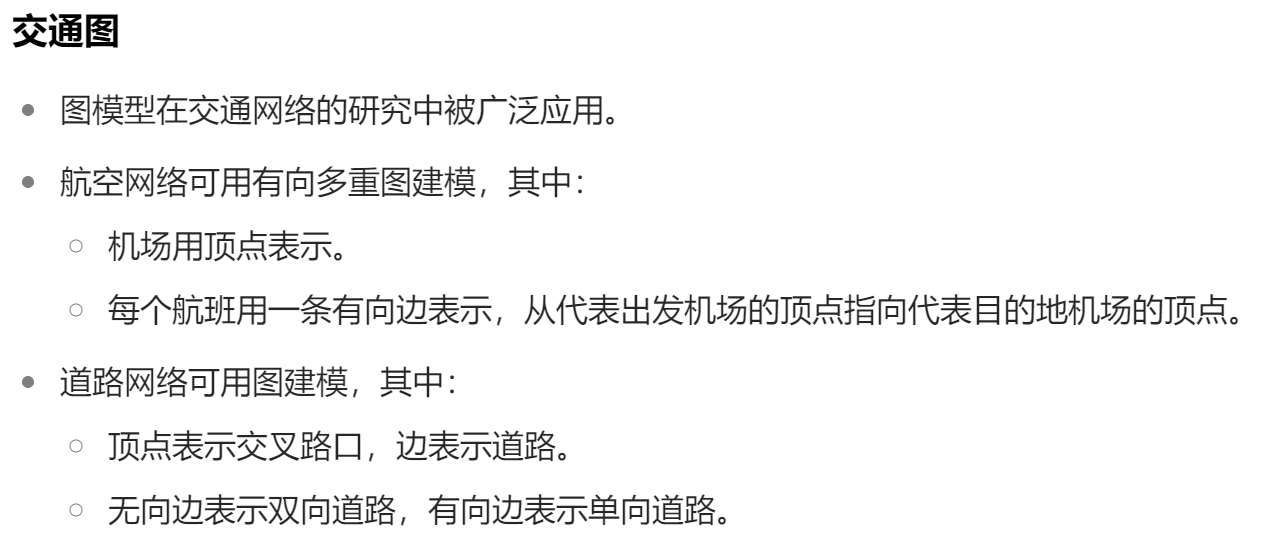 交通图
图模型在交通网络的研究中被广泛应用。
航空网络可用有向多重图建模，其中：
机场用顶点表示。
每个航班用一条有向边表示，从代表出发机场的顶点指向代表目的地机场的顶点。
道路网络可用图建模，其中：
顶点表示交叉路口，边表示道路。
无向边表示双向道路，有向边表示单向道路。